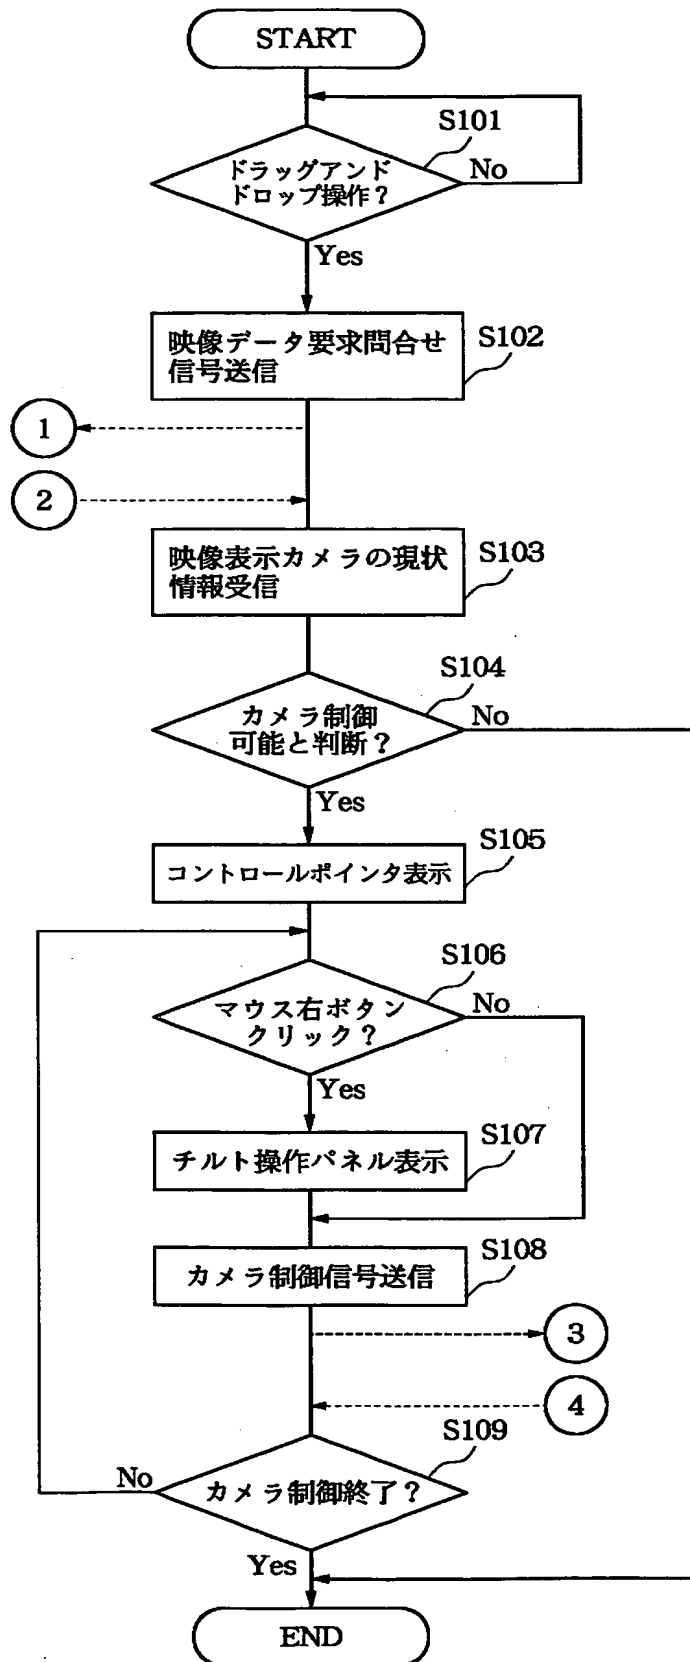 START
S101
ドラッグアンド
ドロップ操作？
No
Yes
映像データ要求問合せ
信号送信
S102
1
2
映像表示カメラの現状
情報受信
S103
S104
カメラ制御
可能と判断？
No
Yes
S105
コントロールポインタ表示
S106
マウス右ボタン
クリック？
No
Yes
S107
チルト操作パネル表示
S108
カメラ制御信号送信
3
4
S109
No
カメラ制御終了？
Yes
END